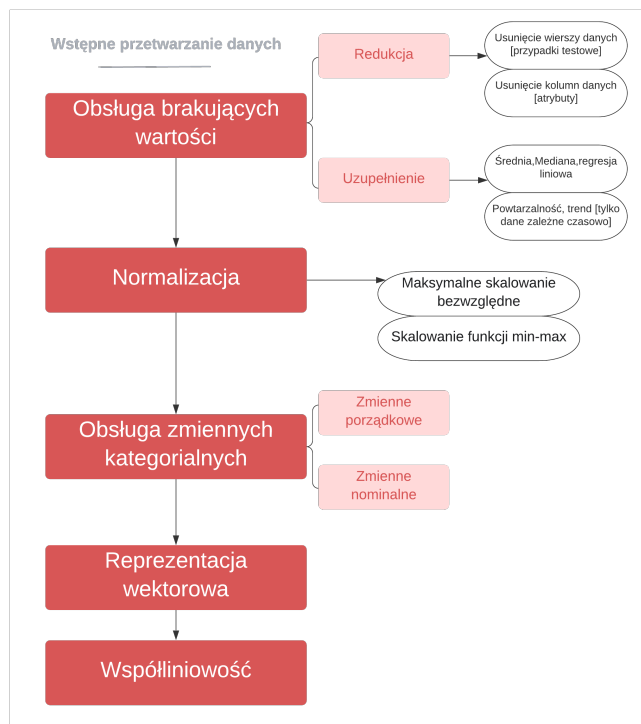 Wstępne przetwarzanie danych
Obsługa brakujących
wartości
Redukcja
Usunięcie wierszy danych
[przypadki testowe]
Usunięcie kolumn danych
[atrybuty]
Uzupełnienie
Średnia,Mediana,regresja
liniowa
Powtarzalność, trend [tylko
dane zależne czasowo]
Normalizacja
Maksymalne skalowanie
bezwzględne
Skalowanie funkcji min-max
Obsługa zmiennych
kategorialnych
Zmienne
porządkowe
Zmienne
nominalne
Reprezentacja
wektorowa
Współliniowość